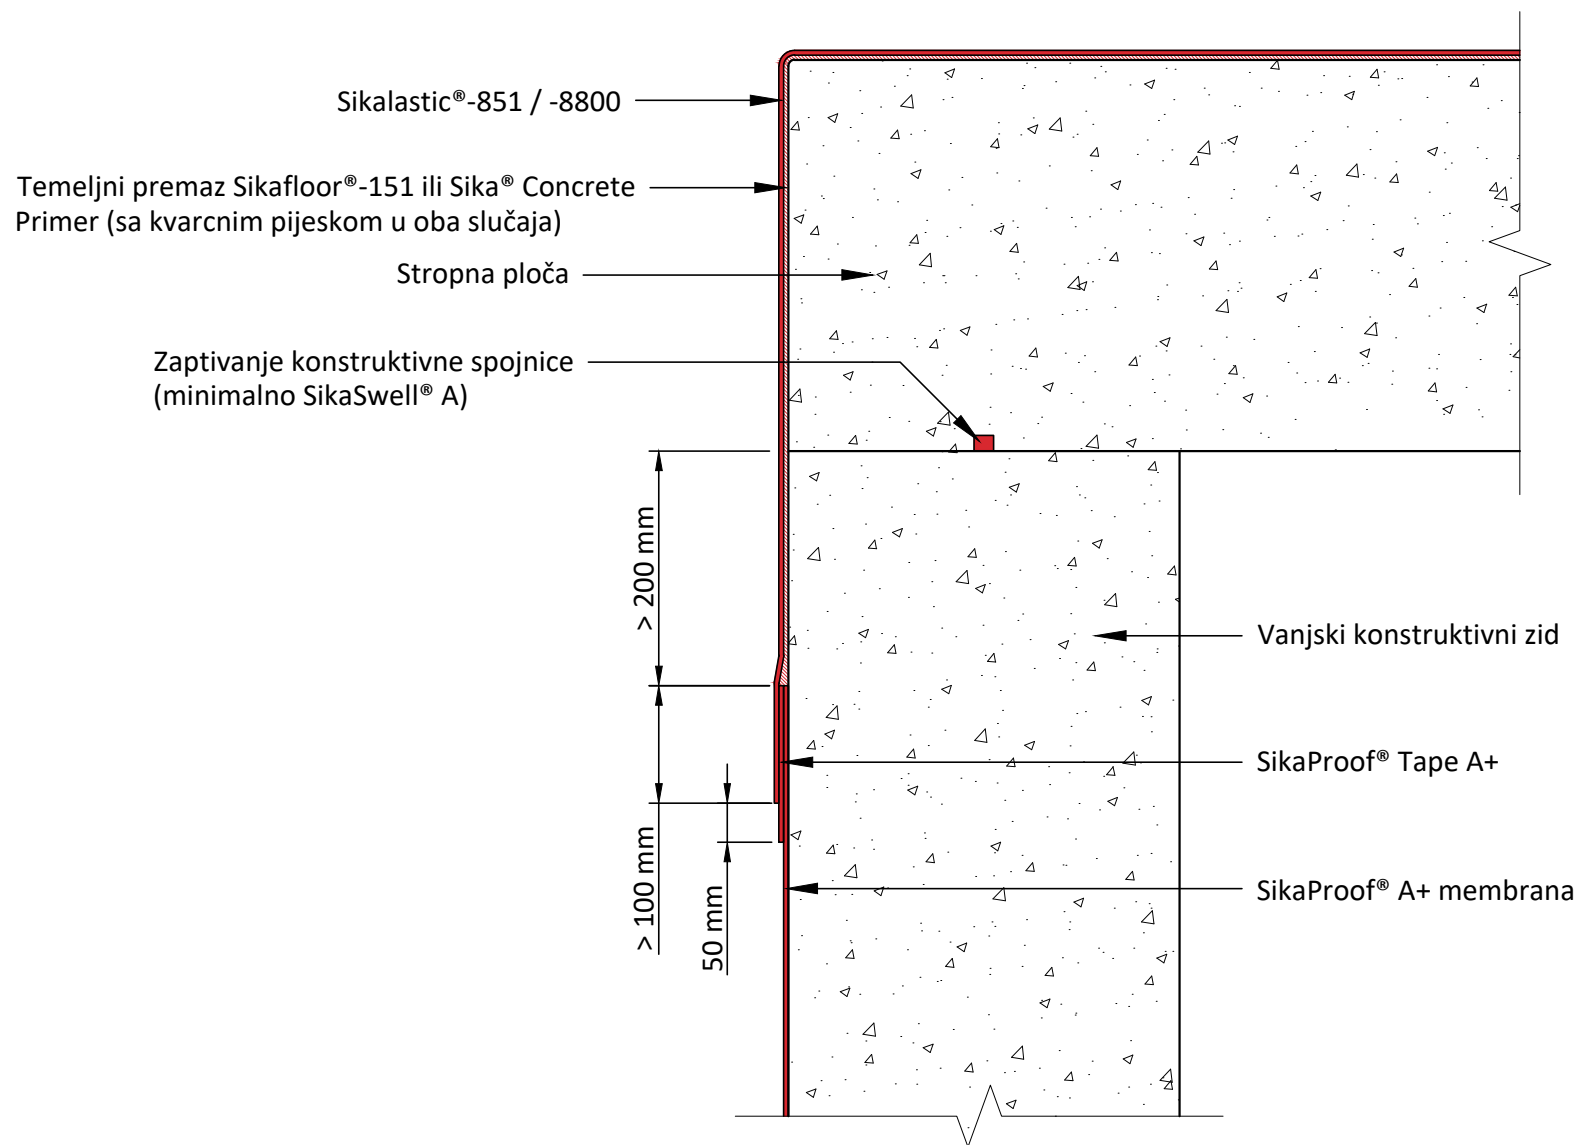 Sikalastic®-851 / -8800
Temeljni premaz Sikafloor®-151 ili Sika® Concrete
Primer (sa kvarcnim pijeskom u oba slučaja)
Stropna ploča
Zaptivanje konstruktivne spojnice
(minimalno SikaSwell® A)
> 200 mm
> 100 mm
50 mm
Vanjski konstruktivni zid
SikaProof® Tape A+
SikaProof® A+ membrana